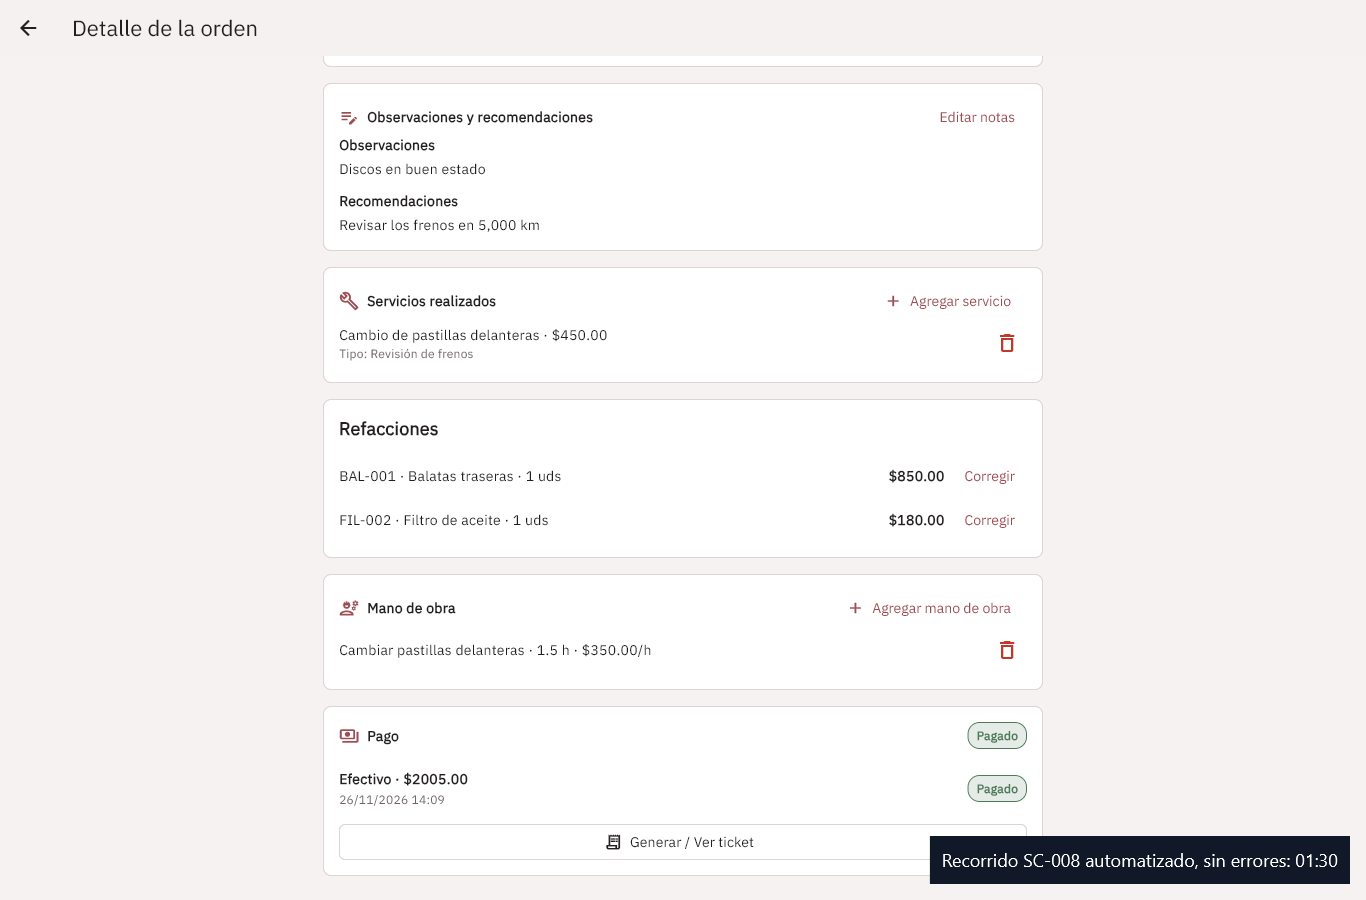 Detalle de la orden
Observaciones y recomendaciones
Editar notas
Observaciones
Discos en buen estado
Recomendaciones
Revisar los frenos en 5,000 km
Servicios realizados
+ Agregar servicio
Cambio de pastillas delanteras · $450.00
Tipo: Revisión de frenos
Refacciones
BAL-001 · Balatas traseras · 1 uds
$850.00
Corregir
FIL-002 · Filtro de aceite · 1 uds
$180.00
Corregir
Mano de obra
+ Agregar mano de obra
Cambiar pastillas delanteras · 1.5 h · $350.00/h
Pago
Pagado
Efectivo · $2005.00
Pagado
26/11/2026 14:09
Generar / Ver ticket
Recorrido SC-008 automatizado, sin errores: 01:30